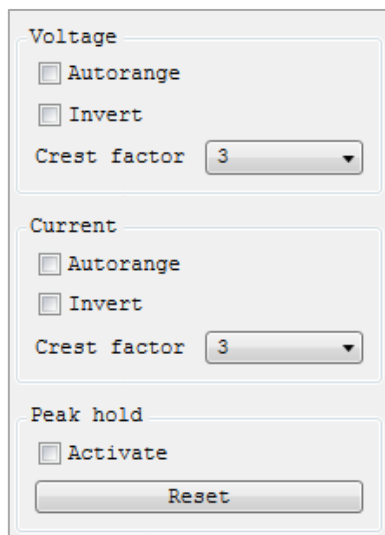 Voltage
Autorange
Invert
Crest factor 3
Current
Autorange
Invert
Crest factor 3
Peak hold
Activate
Reset